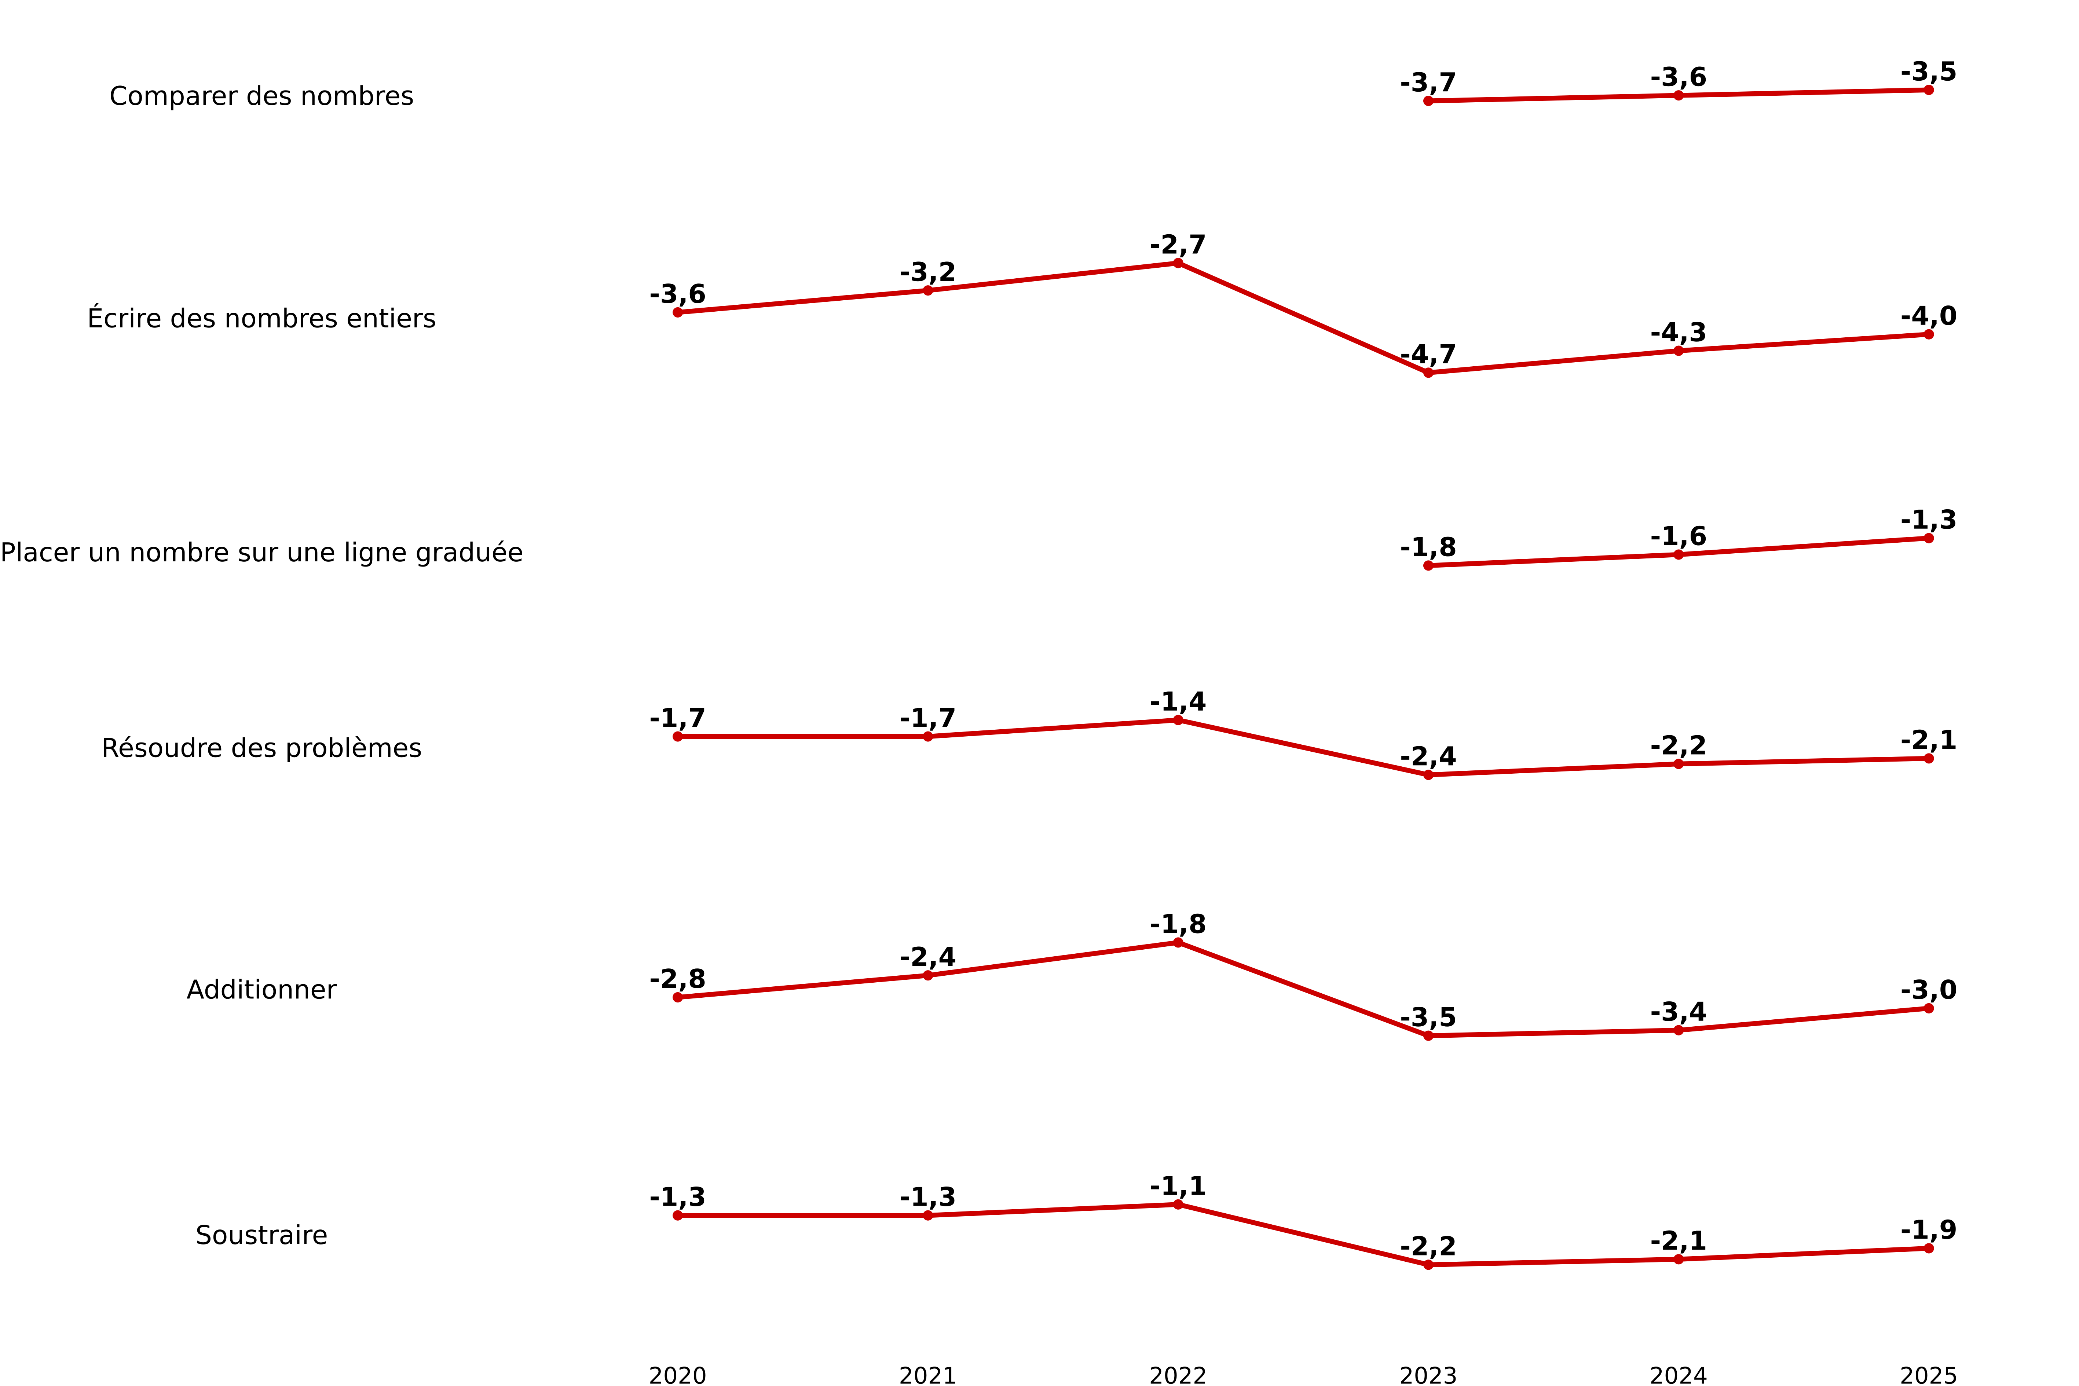 Comparer des nombres
-3,7 -3,6 -3,5
Écrire des nombres entiers
-3,6 -3,2 -2,7 -4,7 -4,3 -4,0
Placer un nombre sur une ligne graduée
-1,8 -1,6 -1,3
Résoudre des problèmes
-1,7 -1,7 -1,4 -2,4 -2,2 -2,1
Additionner
-2,8 -2,4 -1,8 -3,5 -3,4 -3,0
Soustraire
-1,3 -1,3 -1,1 -2,2 -2,1 -1,9
2020 2021 2022 2023 2024 2025